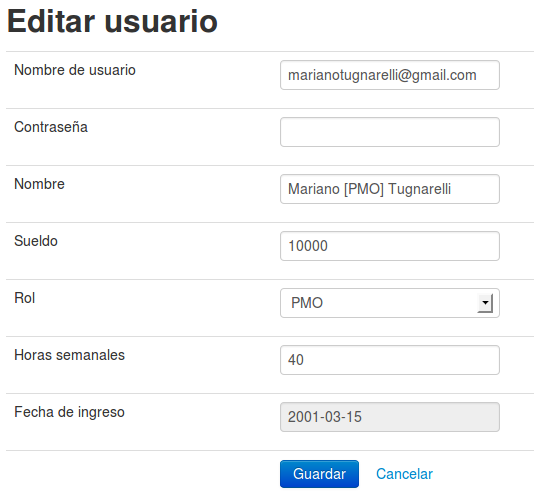 Editar usuario
Nombre de usuario marianotugnarelli@gmail.com
Contraseña
Nombre Mariano [PMO] Tugnarelli
Sueldo 10000
Rol PMO
Horas semanales 40
Fecha de ingreso 2001-03-15
Guardar Cancelar